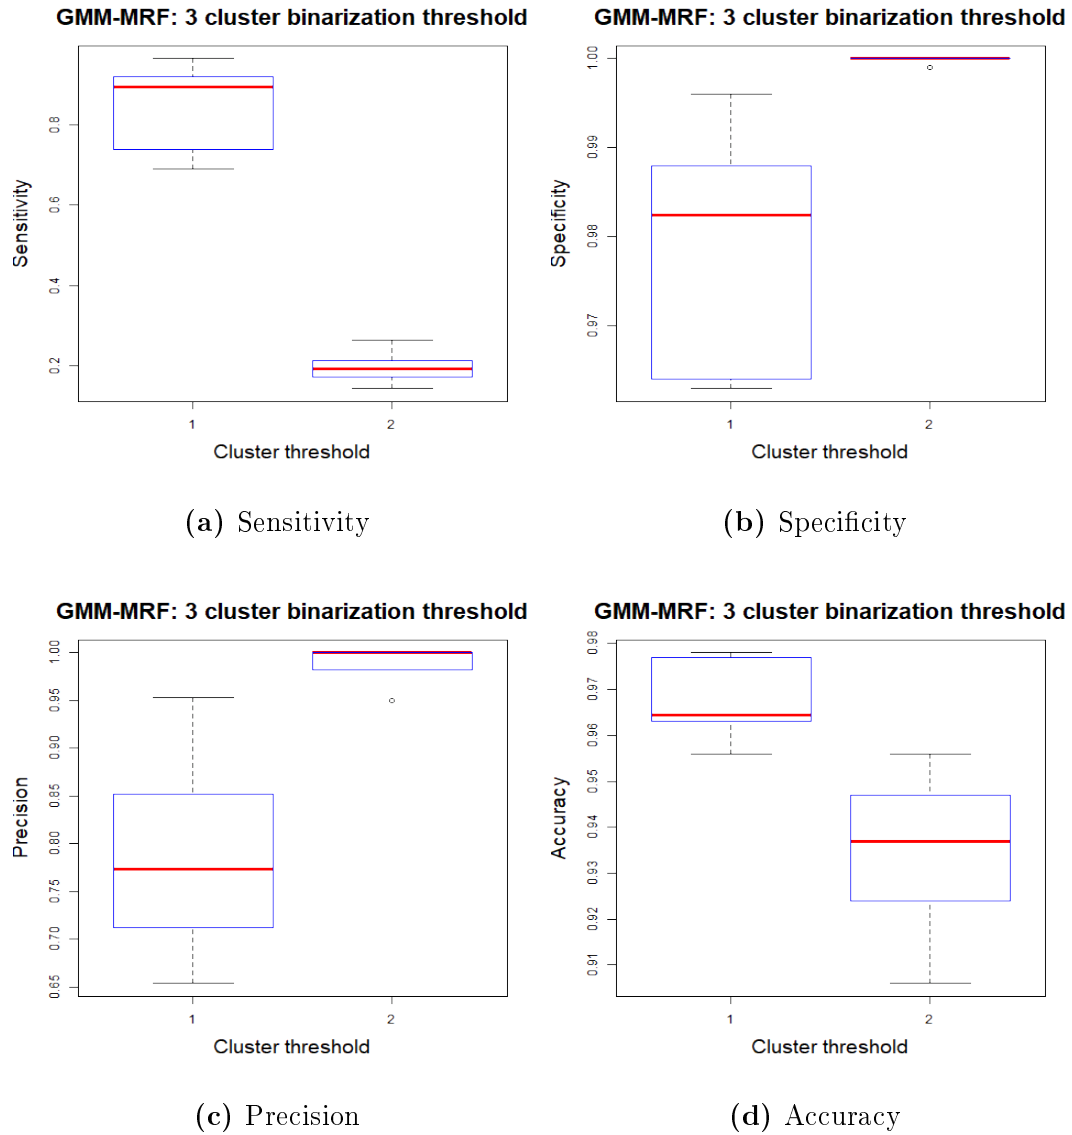 GMM-MRF: 3 cluster binarization threshold
Sensitivity
0.8
0.6
0.4
0.2
1 2
Cluster threshold
(a) Sensitivity
GMM-MRF: 3 cluster binarization threshold
Specificity
1.00
0.99
0.98
0.97
1 2
Cluster threshold
(b) Specificity
GMM-MRF: 3 cluster binarization threshold
Precision
1.00
0.95
0.90
0.85
0.80
0.75
0.70
0.65
1 2
Cluster threshold
(c) Precision
GMM-MRF: 3 cluster binarization threshold
Accuracy
0.98
0.97
0.96
0.95
0.94
0.93
0.92
0.91
1 2
Cluster threshold
(d) Accuracy